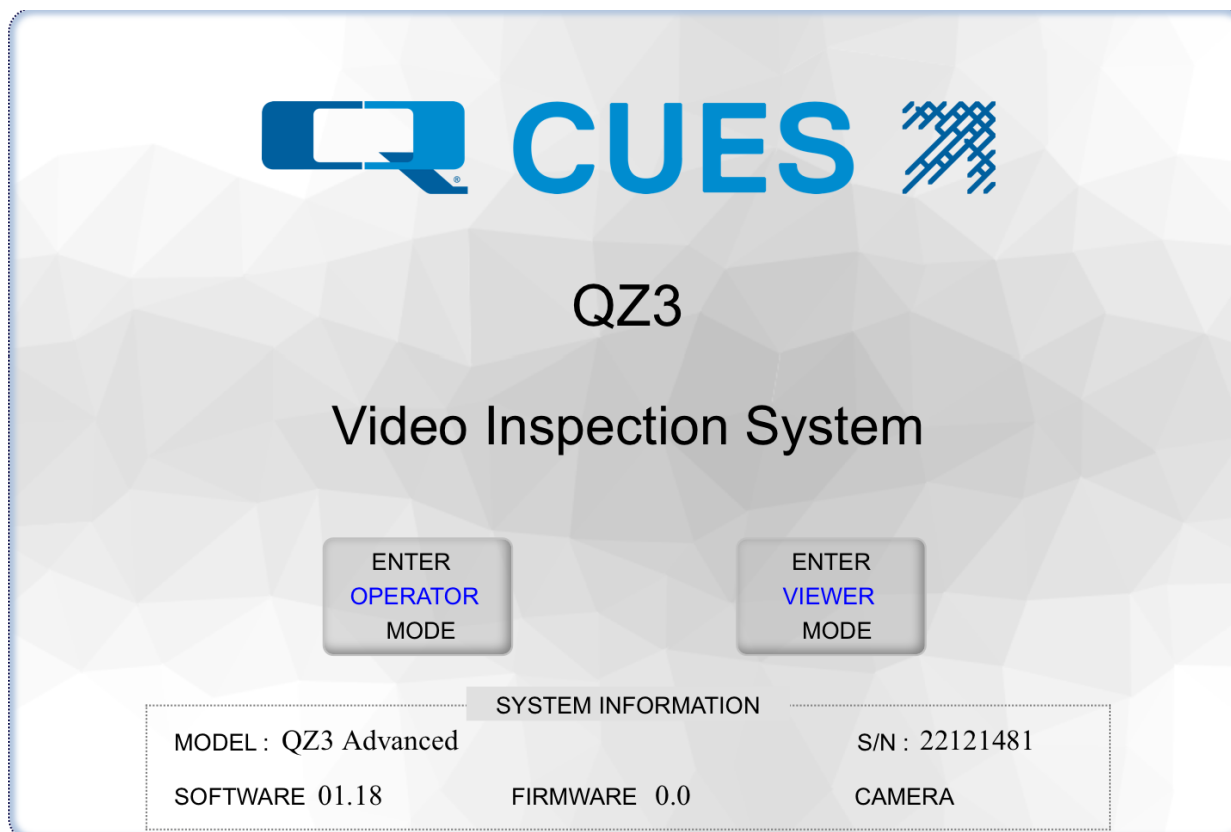 CUES
QZ3
Video Inspection System
ENTER
OPERATOR
MODE
ENTER
VIEWER
MODE
SYSTEM INFORMATION
MODEL : QZ3 Advanced S/N : 22121481
SOFTWARE 01.18 FIRMWARE 0.0 CAMERA